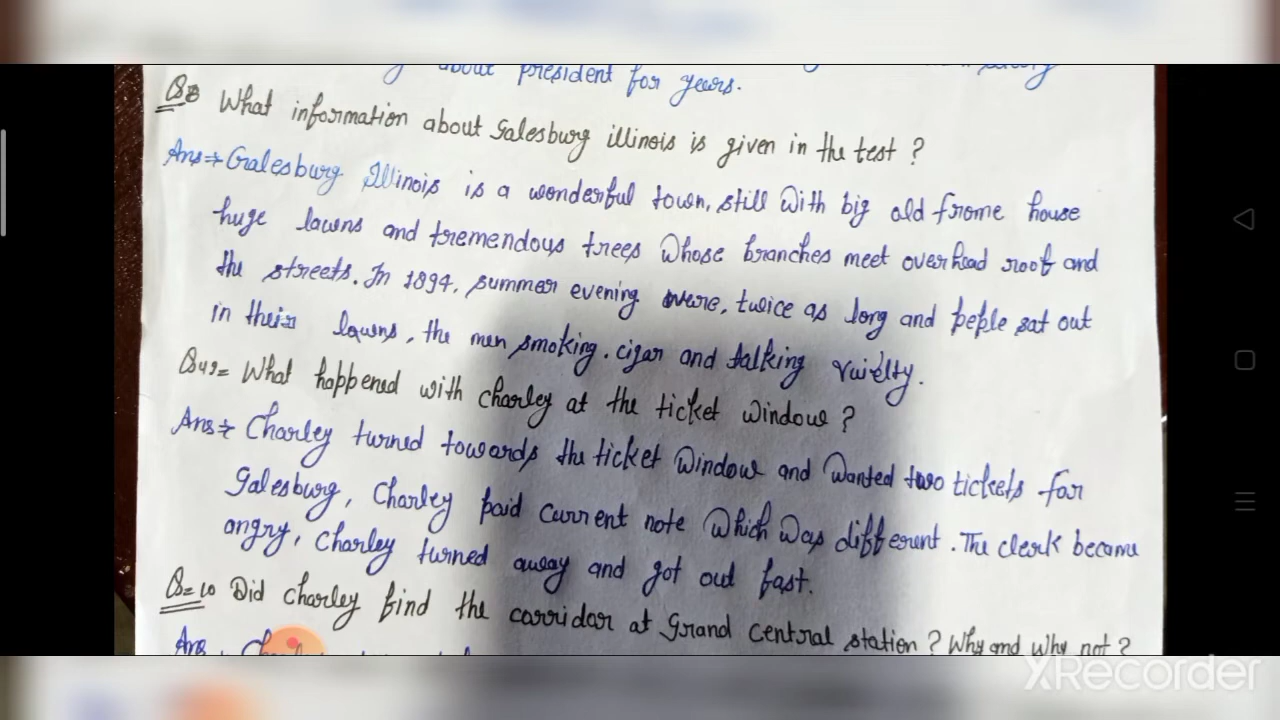 about president for years.
Q8 What information about Galesburg illinois is given in the test ?
Ans→ Gralesburg Illinois is a wonderful town, still with big old frome house
huge lawns and tremendous trees whose branches meet overhead roof and
the streets. In 1894, summer evening were, twice as long and peple sat out
in their lawns, the men smoking. cigar and talking
What happened with charley at the ticket window ?
Ans→ Charley turned towards the ticket window and wanted two tickets for
Galesburg, Charley paid current note which was different. The clerk became
angry, Charley turned away and got out fast.
Q=10 Did charley find the corridor at Grand central station ? Why and why not ?
Ans
XRecorder